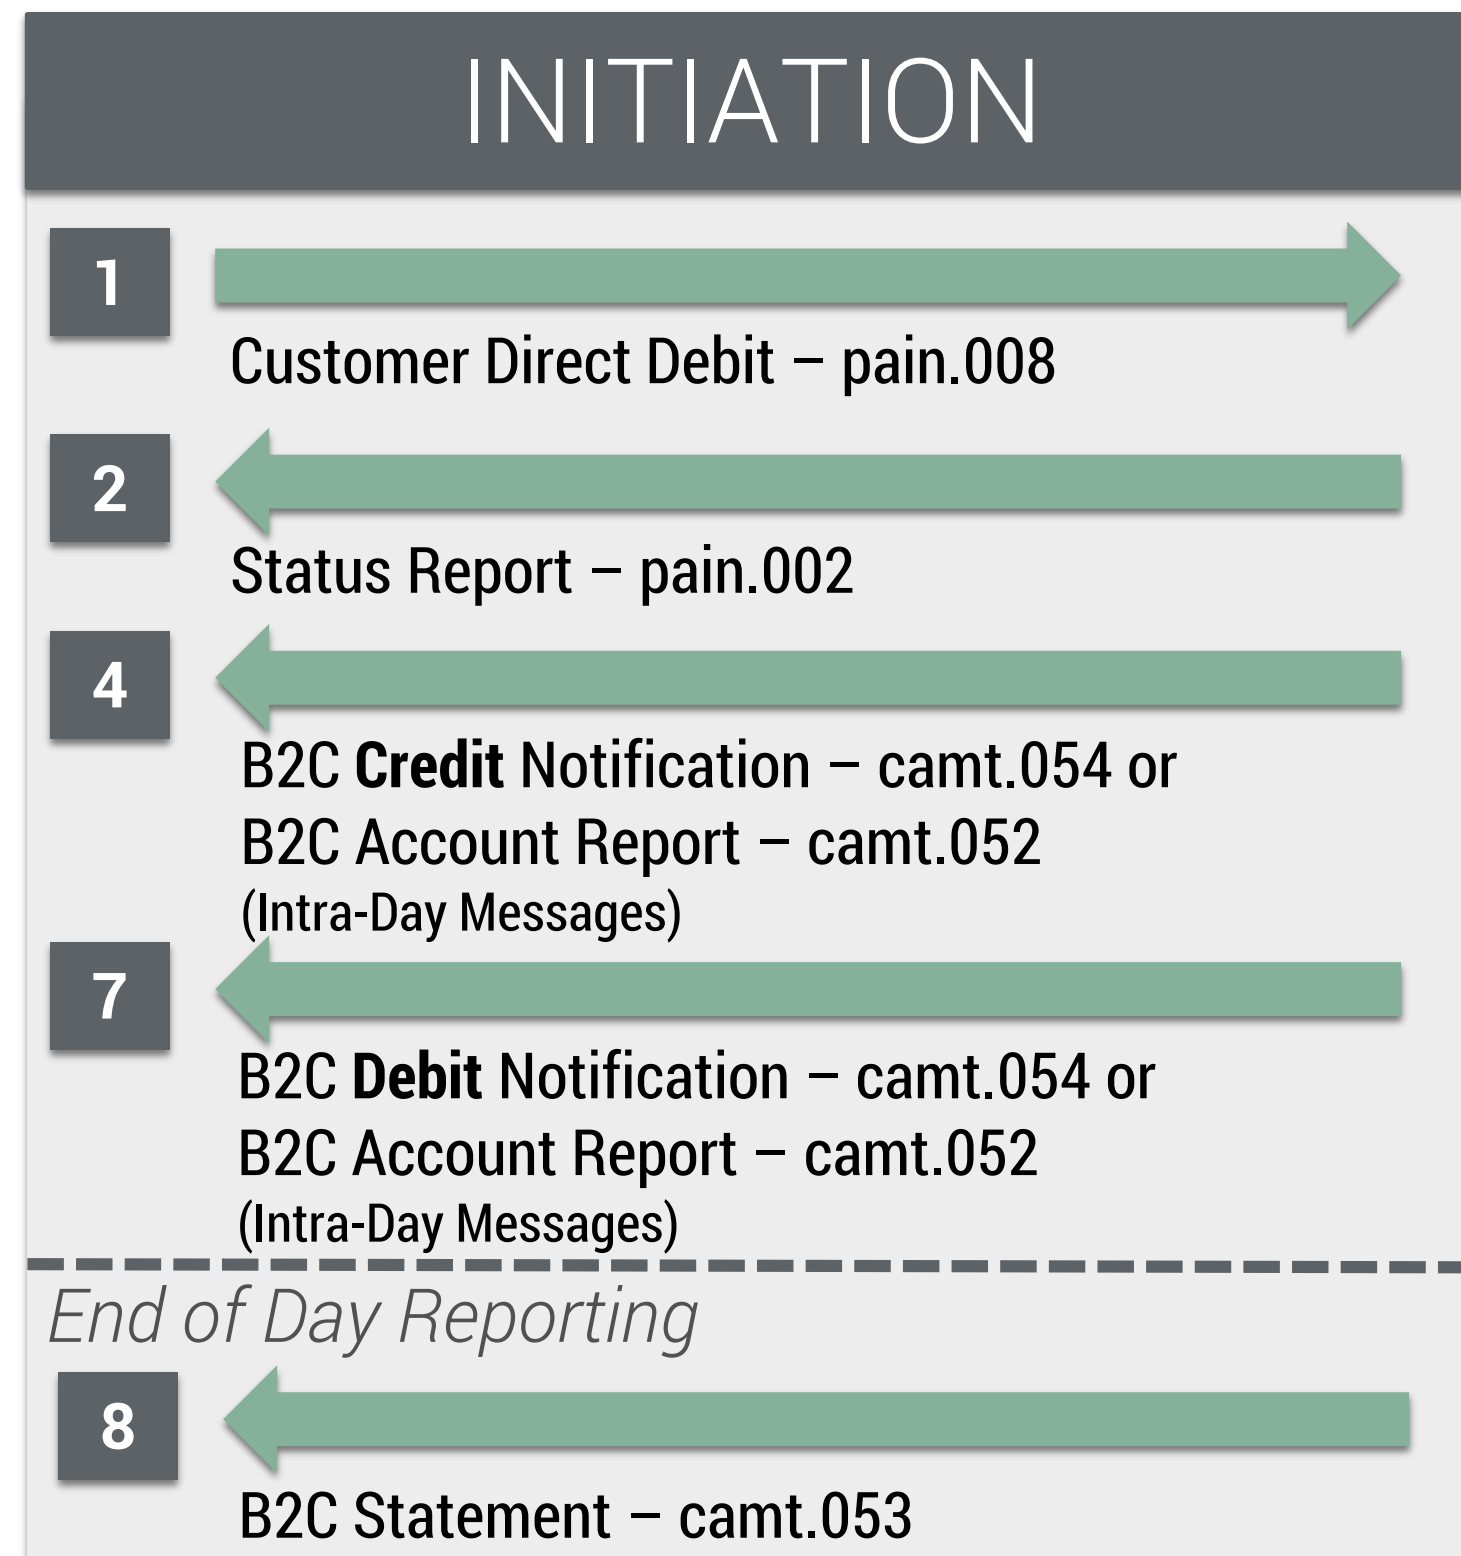 INITIATION
1
Customer Direct Debit – pain.008
2
Status Report – pain.002
4
B2C Credit Notification – camt.054 or
B2C Account Report – camt.052
(Intra-Day Messages)
7
B2C Debit Notification – camt.054 or
B2C Account Report – camt.052
(Intra-Day Messages)
End of Day Reporting
8
B2C Statement – camt.053